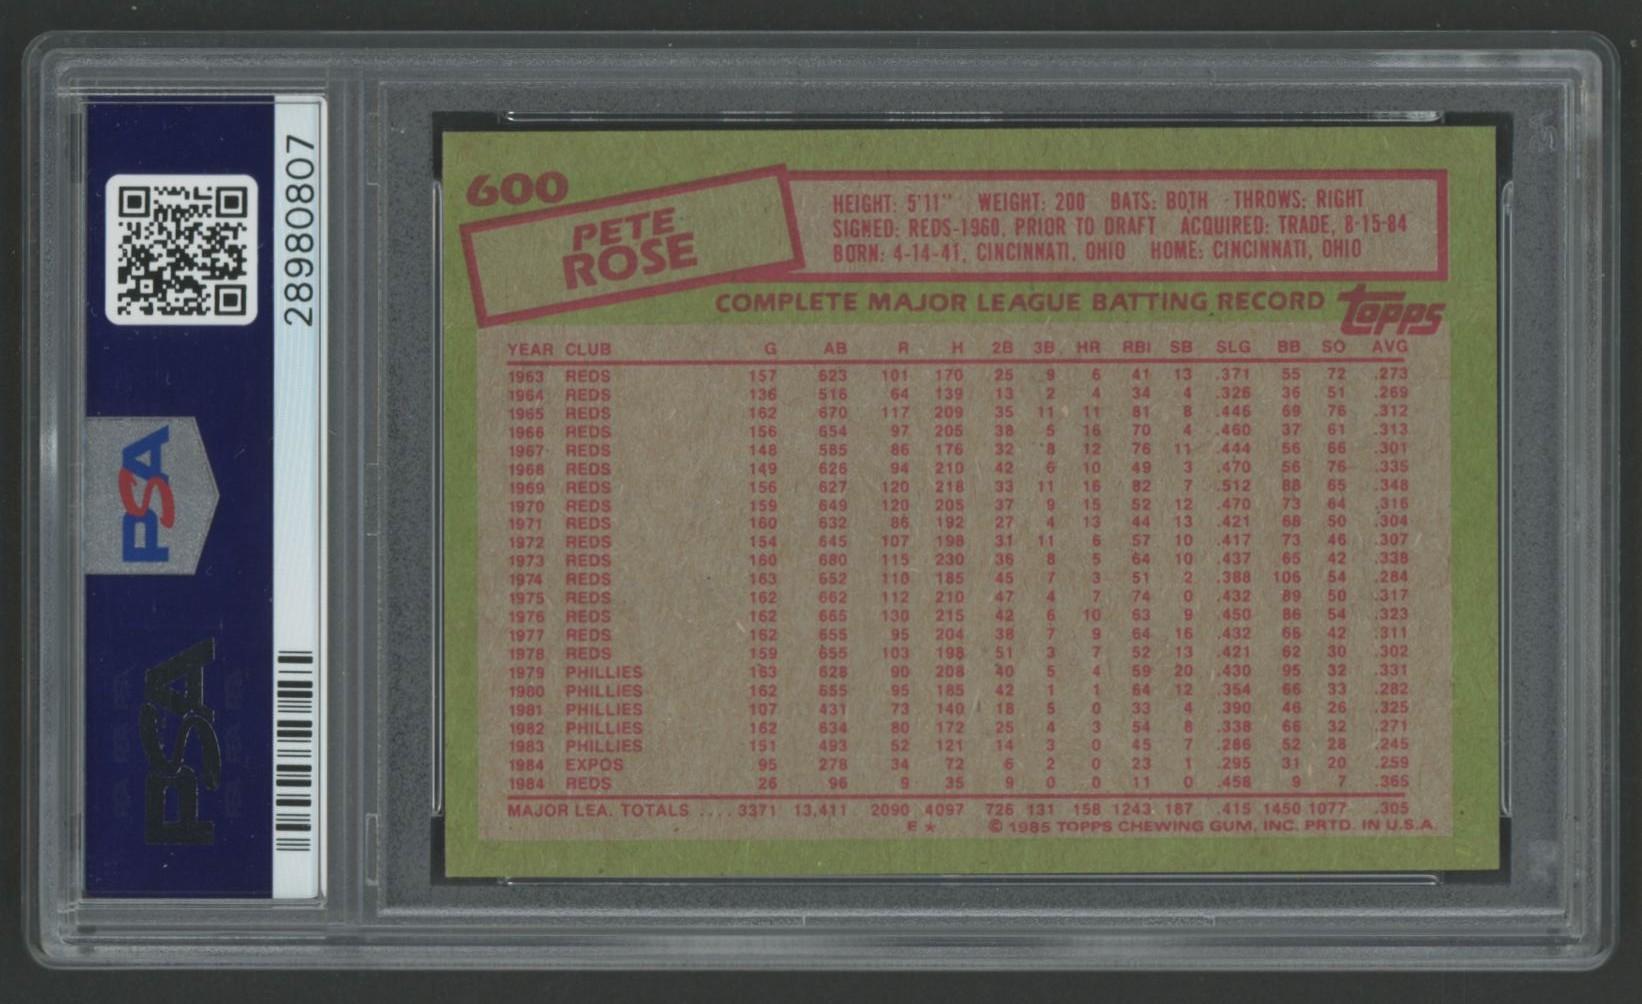 28980807
PSA
PSA
600
PETE
ROSE
HEIGHT: 5'11" WEIGHT: 200 BATS: BOTH THROWS: RIGHT
SIGNED: REDS-1960, PRIOR TO DRAFT ACQUIRED: TRADE, 8-15-84
BORN: 4-14-41, CINCINNATI, OHIO HOME: CINCINNATI, OHIO
COMPLETE MAJOR LEAGUE BATTING RECORD
topps
YEAR CLUB G AB R H 2B 3B HR RBI SB SLG BB SO AVG
1963 REDS 157 623 101 170 25 9 6 41 13 .371 55 72 .273
1964 REDS 136 516 64 139 13 2 4 34 4 .326 36 51 .269
1965 REDS 162 670 117 209 35 11 11 81 8 .446 69 76 .312
1966 REDS 156 654 97 205 38 5 16 70 4 .460 37 61 .313
1967 REDS 148 585 86 176 32 8 12 76 11 .444 56 66 .301
1968 REDS 149 626 94 210 42 6 10 49 3 .470 56 76 .335
1969 REDS 156 627 120 218 33 11 16 82 7 .512 88 65 .348
1970 REDS 159 649 120 205 37 9 15 52 12 .470 73 64 .316
1971 REDS 160 632 86 192 27 4 13 44 13 .421 68 50 .304
1972 REDS 154 645 107 198 31 11 6 57 10 .417 73 46 .307
1973 REDS 160 680 115 230 36 8 5 64 10 .437 65 42 .338
1974 REDS 163 652 110 185 45 7 3 51 2 .388 106 54 .284
1975 REDS 162 662 112 210 47 4 7 74 0 .432 89 50 .317
1976 REDS 162 665 130 215 42 6 10 63 9 .450 86 54 .323
1977 REDS 162 655 95 204 38 7 9 64 16 .432 66 42 .311
1978 REDS 159 655 103 198 51 3 7 52 13 .421 62 30 .302
1979 PHILLIES 163 628 90 208 40 5 4 59 20 .430 95 32 .331
1980 PHILLIES 162 655 95 185 42 1 1 64 12 .354 66 33 .282
1981 PHILLIES 107 431 73 140 18 5 0 33 4 .390 46 26 .325
1982 PHILLIES 162 634 80 172 25 4 3 54 8 .338 66 32 .271
1983 PHILLIES 151 493 52 121 14 3 0 45 7 .286 52 28 .245
1984 EXPOS 95 278 34 72 6 2 0 23 1 .295 31 20 .259
1984 REDS 26 96 9 35 9 0 0 11 0 .458 9 7 .365
MAJOR LEA. TOTALS .... 3371 13,411 2090 4097 726 131 158 1243 187 .415 1450 1077 .305
E ★ © 1985 TOPPS CHEWING GUM, INC. PRTD. IN U.S.A.